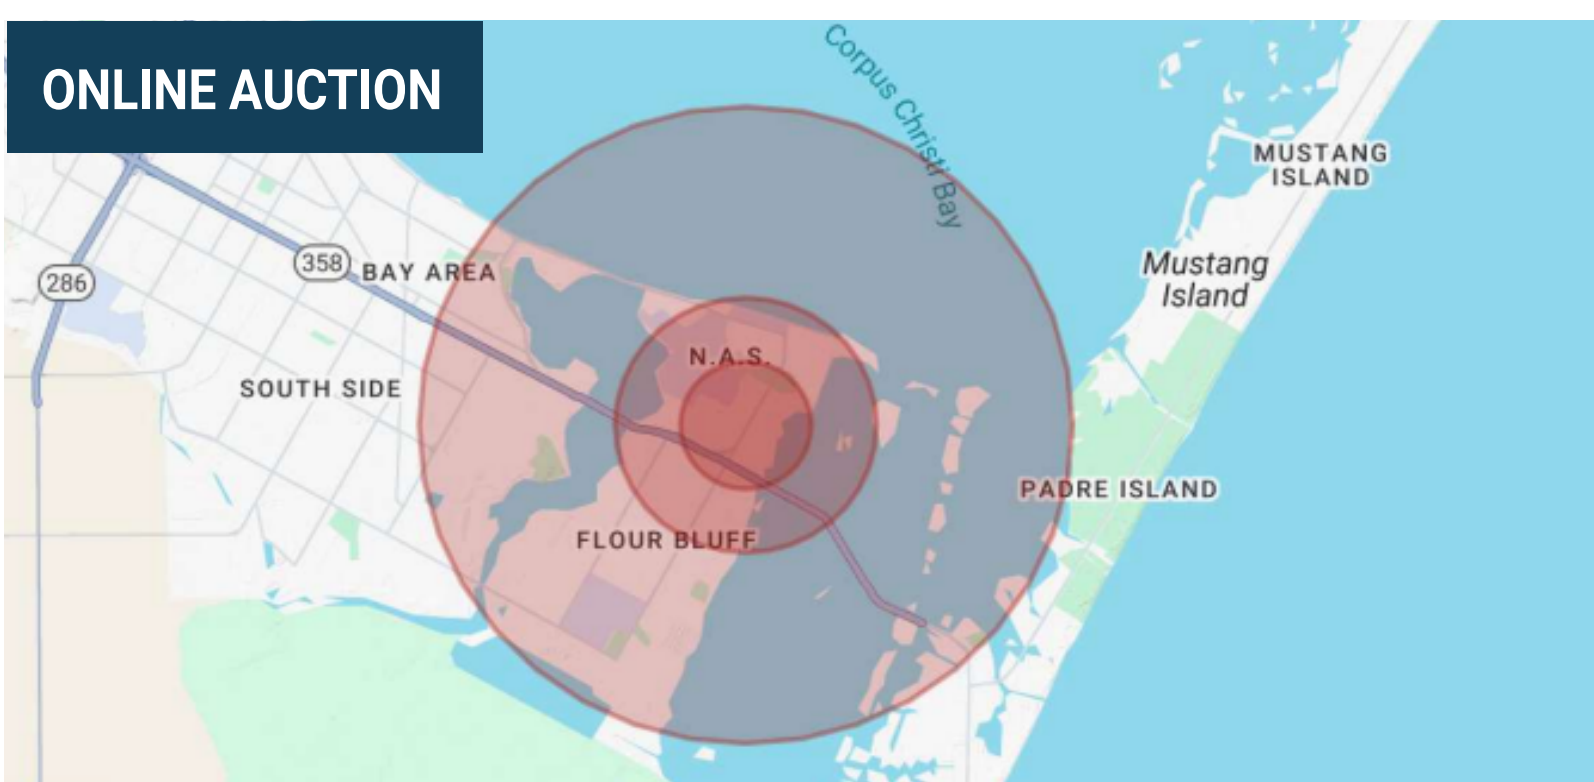 ONLINE AUCTION
Corpus Christi Bay
MUSTANG
ISLAND
Mustang
Island
358
BAY AREA
286
N.A.S.
SOUTH SIDE
PADRE ISLAND
FLOUR BLUFF